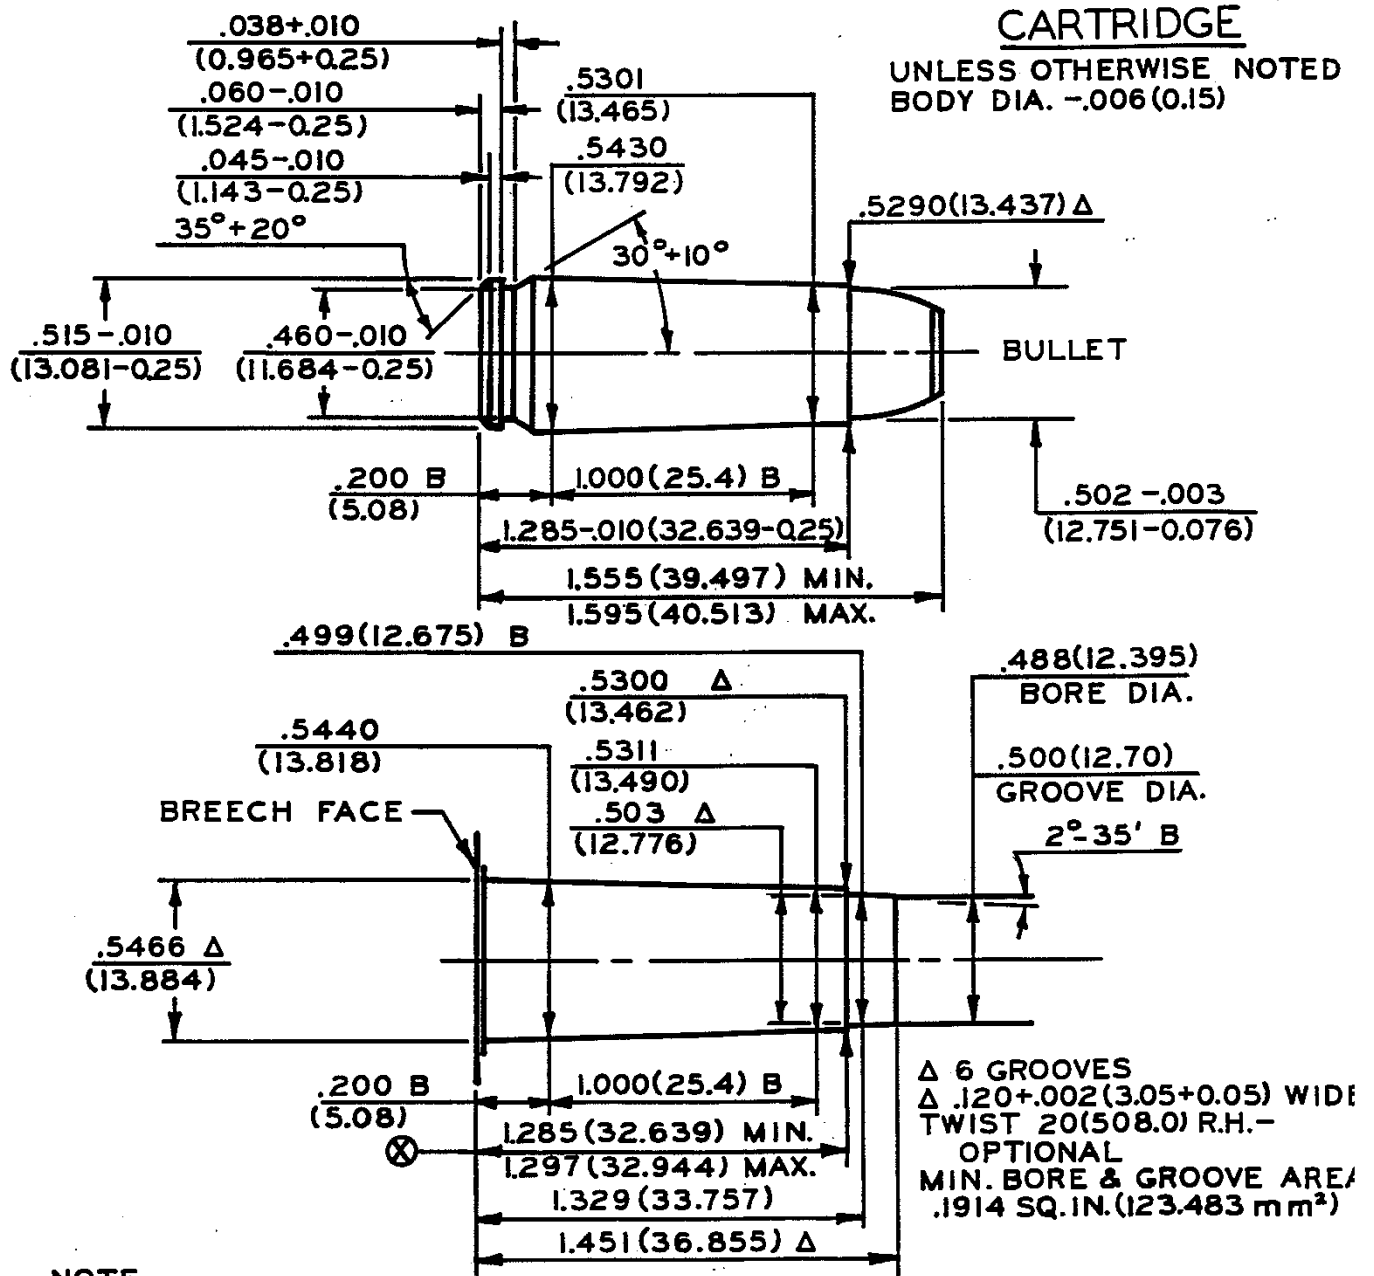 CARTRIDGE
UNLESS OTHERWISE NOTED
BODY DIA. -.006(0.15)
.038+.010
(0.965+0.25)
.060-.010
(1.524-0.25)
.045-.010
(1.143-0.25)
35°+20°
.5301
(13.465)
.5430
(13.792)
30°+10°
.5290(13.437)Δ
.515-.010
(13.081-0.25)
.460-.010
(11.684-0.25)
BULLET
.200 B
(5.08)
1.000(25.4) B
.502-.003
(12.751-0.076)
1.285-.010(32.639-0.25)
1.555(39.497) MIN.
1.595(40.513) MAX.
.499(12.675) B
.488(12.395)
BORE DIA.
.5300 Δ
(13.462)
.5440
(13.818)
.5311
(13.490)
.500(12.70)
GROOVE DIA.
BREECH FACE
.503 Δ
(12.776)
2°-35' B
.5466 Δ
(13.884)
.200 B
(5.08)
1.000(25.4) B
1.285(32.639) MIN.
1.297(32.944) MAX.
1.329(33.757)
1.451(36.855) Δ
Δ 6 GROOVES
Δ .120+.002(3.05+0.05) WIDE
TWIST 20(508.0) R.H.-
OPTIONAL
MIN. BORE & GROOVE AREA
.1914 SQ.IN.(123.483 mm²)
NOTE